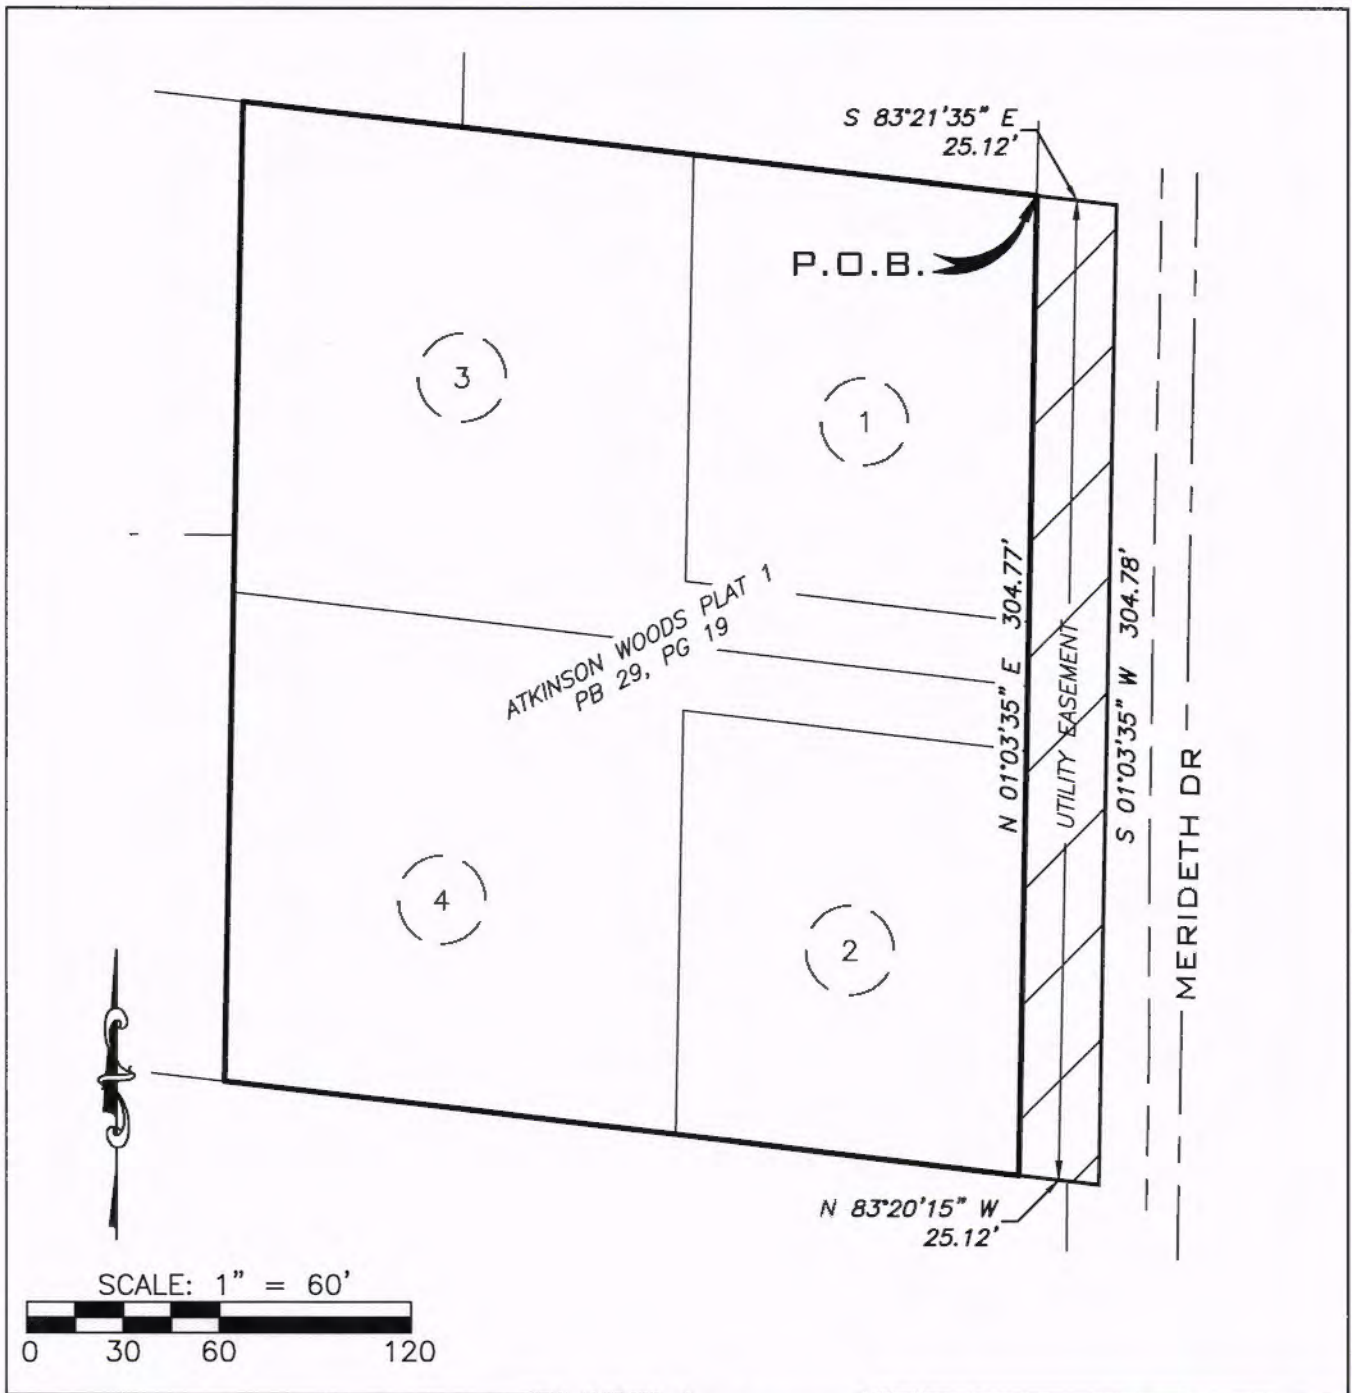 S 83°21'35" E
25.12'
P.O.B.
3
1
ATKINSON WOODS PLAT 1
PB 29, PG 19
N 01°03'35" E 304.77'
UTILITY EASEMENT
S 01°03'35" W 304.78'
MERIDETH DR
4
2
N 83°20'15" W
25.12'
SCALE: 1" = 60'
0 30 60 120